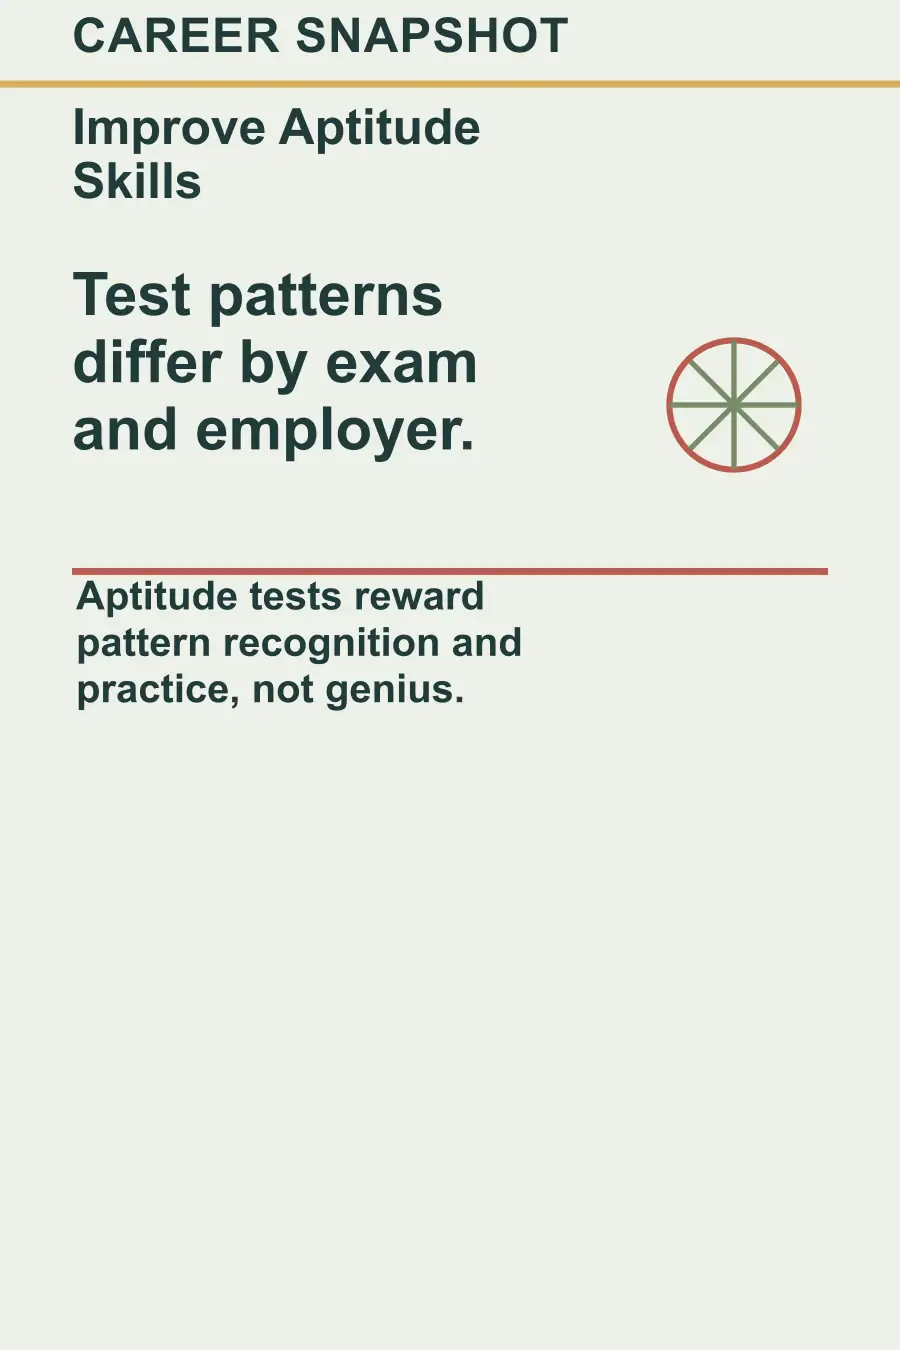 CAREER SNAPSHOT
Improve Aptitude
Skills
Test patterns
differ by exam
and employer.
Aptitude tests reward
pattern recognition and
practice, not genius.